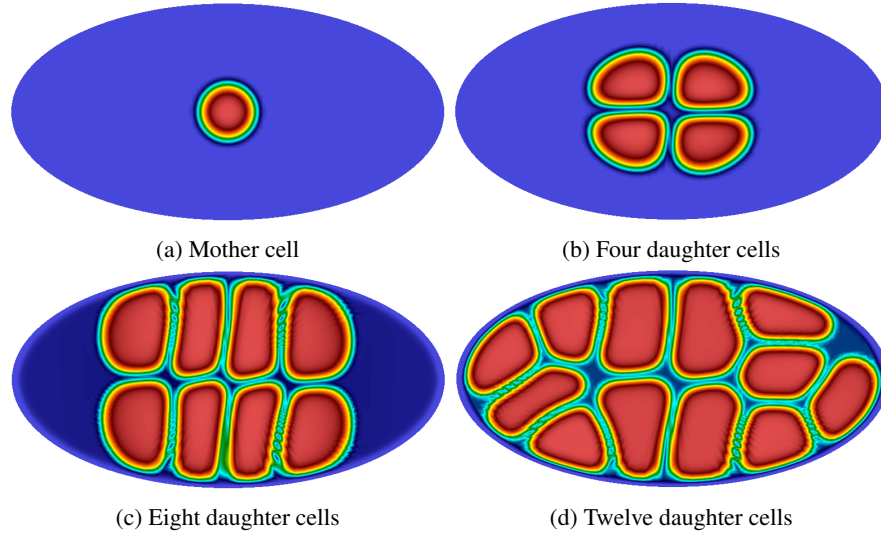 (a) Mother cell
(b) Four daughter cells
(c) Eight daughter cells
(d) Twelve daughter cells